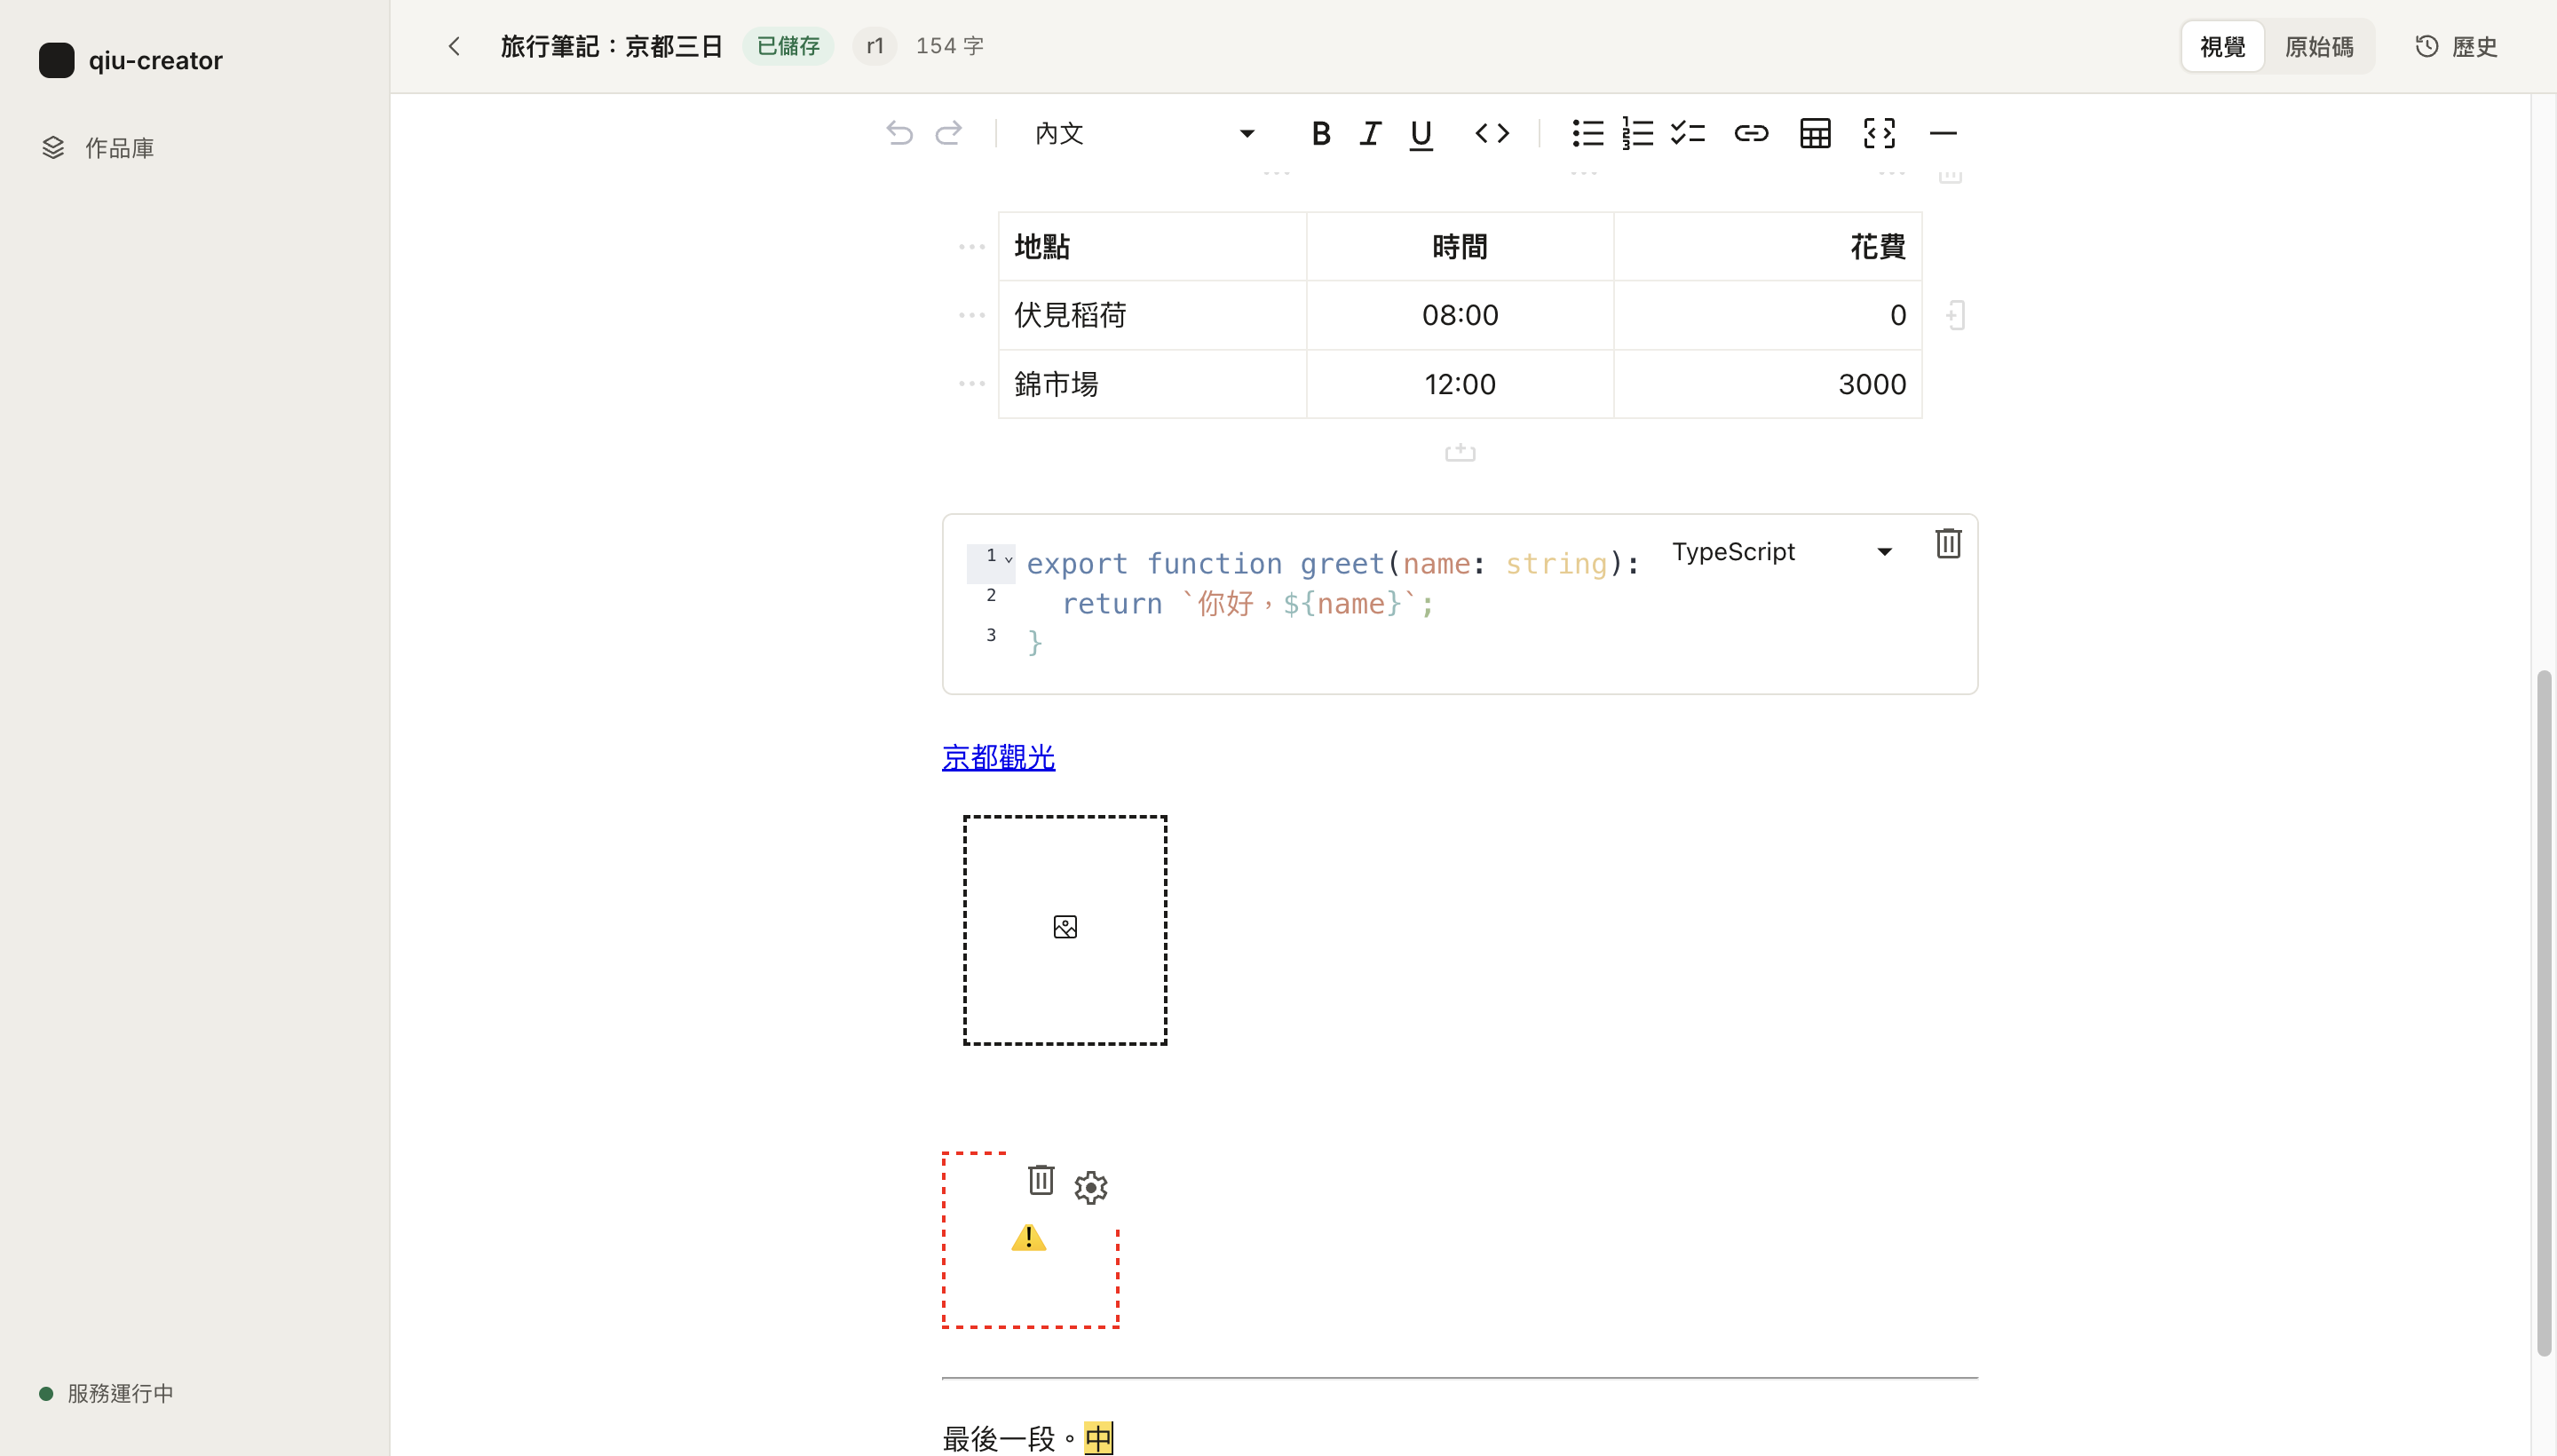 qiu-creator
作品庫
服務運行中
旅行筆記：京都三日 已儲存 r1 154 字
視覺 原始碼 歷史
內文
地點 時間 花費
伏見稻荷 08:00 0
錦市場 12:00 3000
TypeScript
1 export function greet(name: string):
2 return `你好，${name}`;
3 }
京都觀光
最後一段。中